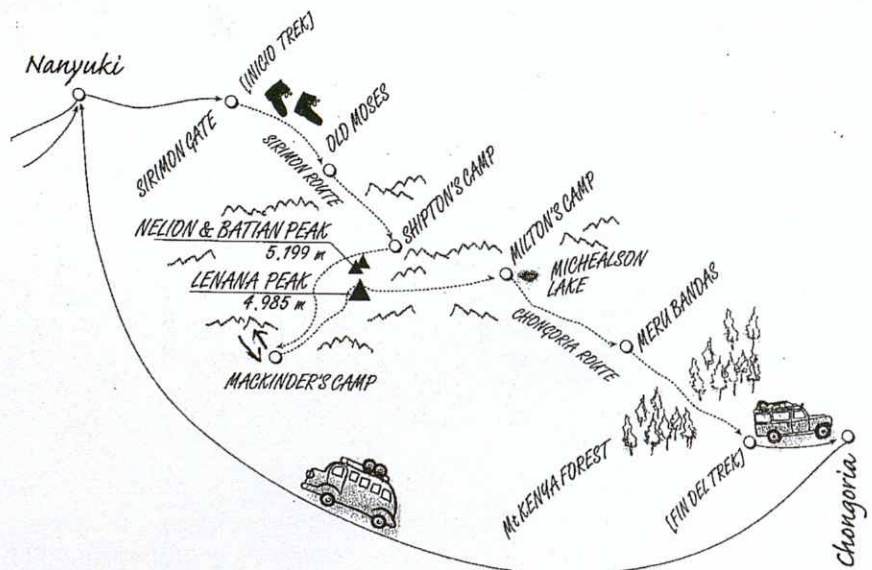 Nanyuki
[INICIO TREK]
SIRIMON GATE
OLD MOSES
SIRIMON ROUTE
SHIPTON'S CAMP
NELION & BATIAN PEAK
5.199 m
LENANA PEAK
4.985 m
MACKINDER'S CAMP
MILTON'S CAMP
MICHEALSON
LAKE
CHONGORIA ROUTE
MERU BANDAS
Mt KENYA FOREST
[FIN DEL TREK]
Chongoria